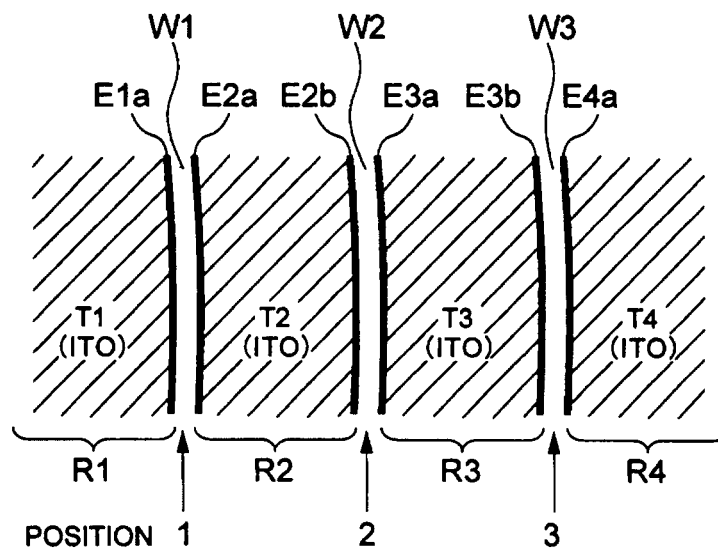 W1 W2 W3
E1a E2a E2b E3a E3b E4a
T1 T2 T3 T4
(ITO) (ITO) (ITO) (ITO)
R1 R2 R3 R4
POSITION 1 2 3